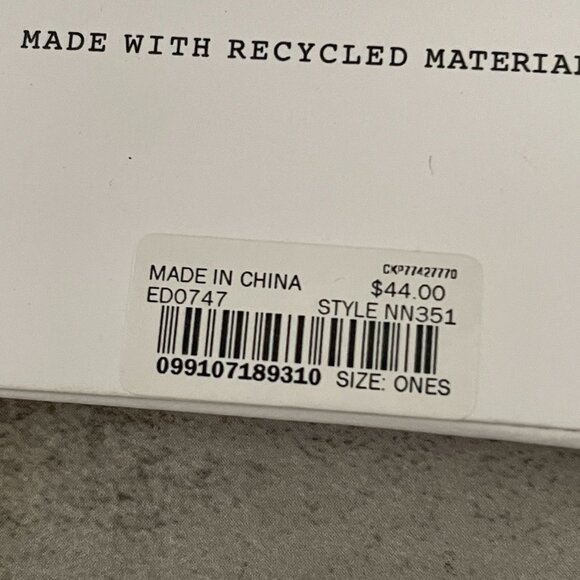 MADE WITH RECYCLED MATERIA
CKP77427770
MADE IN CHINA $44.00
ED0747 STYLE NN351
099107189310 SIZE: ONES